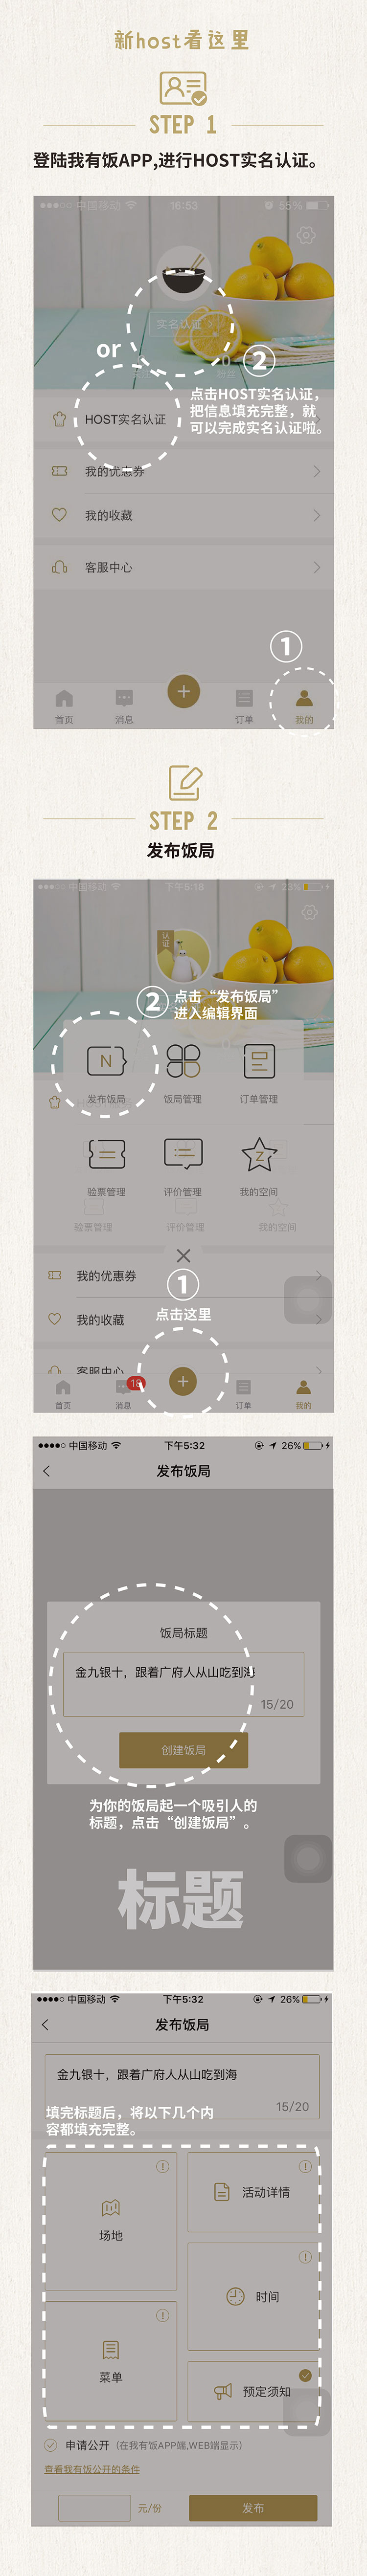 新host看这里
STEP 1
登陆我有饭APP,进行HOST实名认证。
中国移动
16:53
55%
实名认证
or
②
点击HOST实名认证，
把信息填充完整，就
可以完成实名认证啦。
HOST实名认证
我的优惠券
我的收藏
客服中心
①
首页
消息
订单
我的
STEP 2
发布饭局
中国移动
下午5:18
23%
认证
② 点击“发布饭局”
进入编辑界面
N
发布饭局
饭局管理
订单管理
Z
验票管理
评价管理
我的空间
验票管理
评价管理
我的空间
我的优惠券
①
我的收藏
点击这里
客服中心
首页
消息
订单
我的
中国移动
下午5:32
26%
发布饭局
饭局标题
金九银十，跟着广府人从山吃到海
15/20
创建饭局
为你的饭局起一个吸引人的
标题，点击“创建饭局”。
标题
中国移动
下午5:32
26%
发布饭局
金九银十，跟着广府人从山吃到海
15/20
填完标题后，将以下几个内
容都填充完整。
场地
活动详情
时间
菜单
预定须知
申请公开（在我有饭APP端,WEB端显示）
查看我有饭公开的条件
元/份
发布